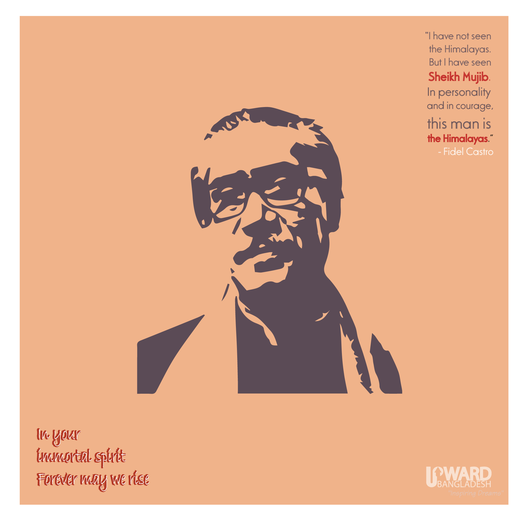 "I have not seen
the Himalayas.
But I have seen
Sheikh Mujib.
In personality
and in courage,
this man is
the Himalayas."
- Fidel Castro
In your
immortal spirit
Forever may we rise
UPWARD
BANGLADESH